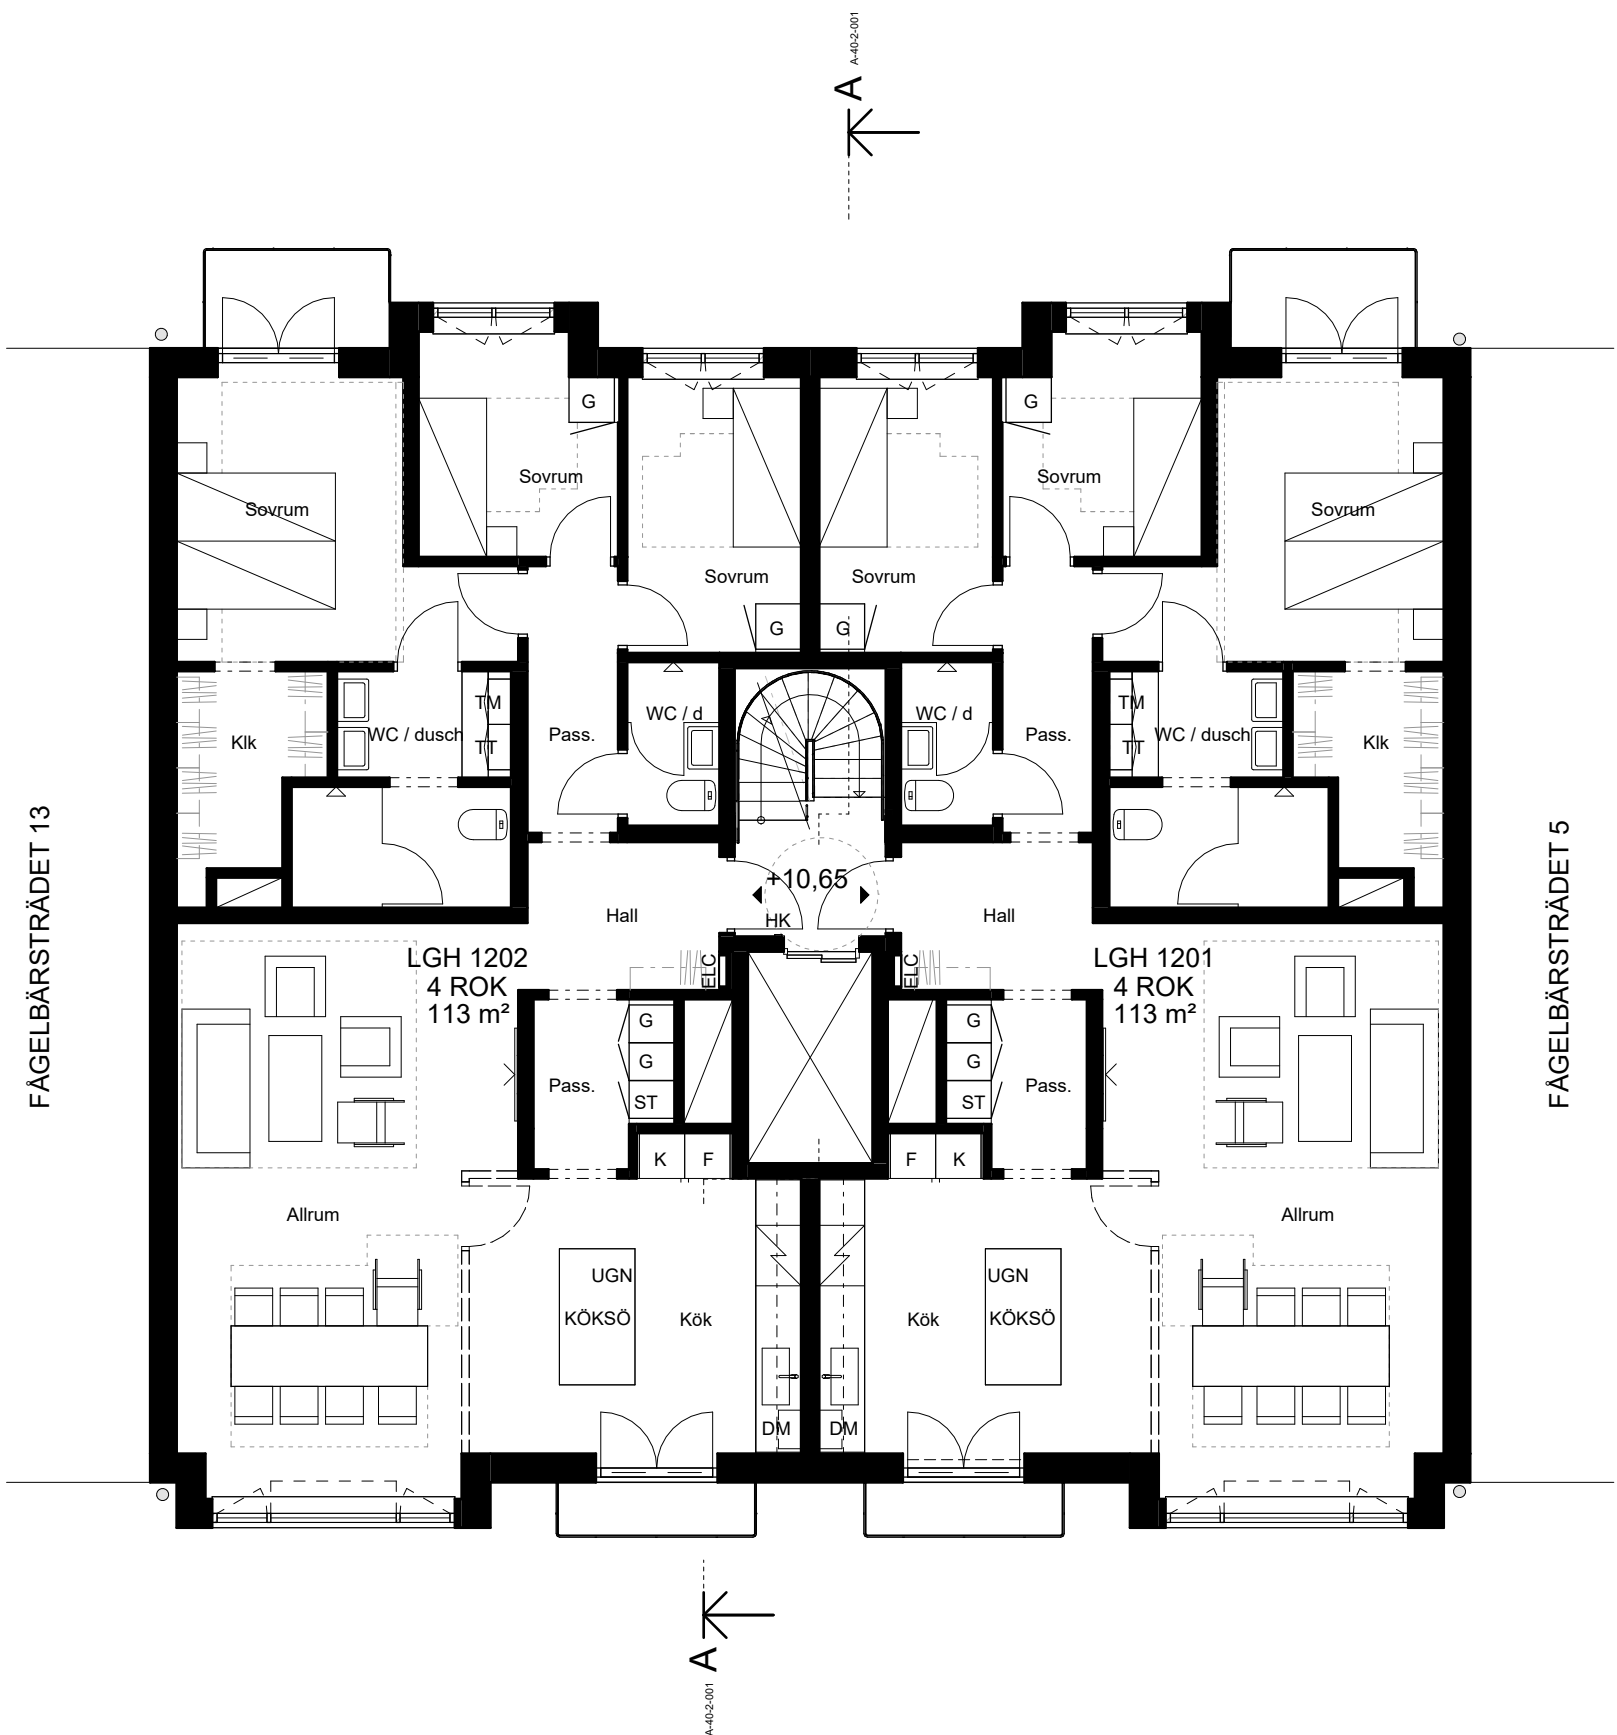 A-40-2-001
A
G
G
Sovrum
Sovrum
Sovrum
Sovrum
Sovrum
Sovrum
G
G
TM
WC / dusch
TT
Klk
Pass.
WC / d
WC / d
Pass.
TM
WC / dusch
TT
Klk
FÅGELBÄRSTRÄDET 13
FÅGELBÄRSTRÄDET 5
+10,65
HK
Hall
Hall
LGH 1202
4 ROK
113 m²
ELC
ELC
LGH 1201
4 ROK
113 m²
G
G
ST
Pass.
G
G
ST
Pass.
K
F
F
K
Allrum
Allrum
UGN
KÖKSÖ
Kök
UGN
KÖKSÖ
Kök
DM
DM
A
A-40-2-001